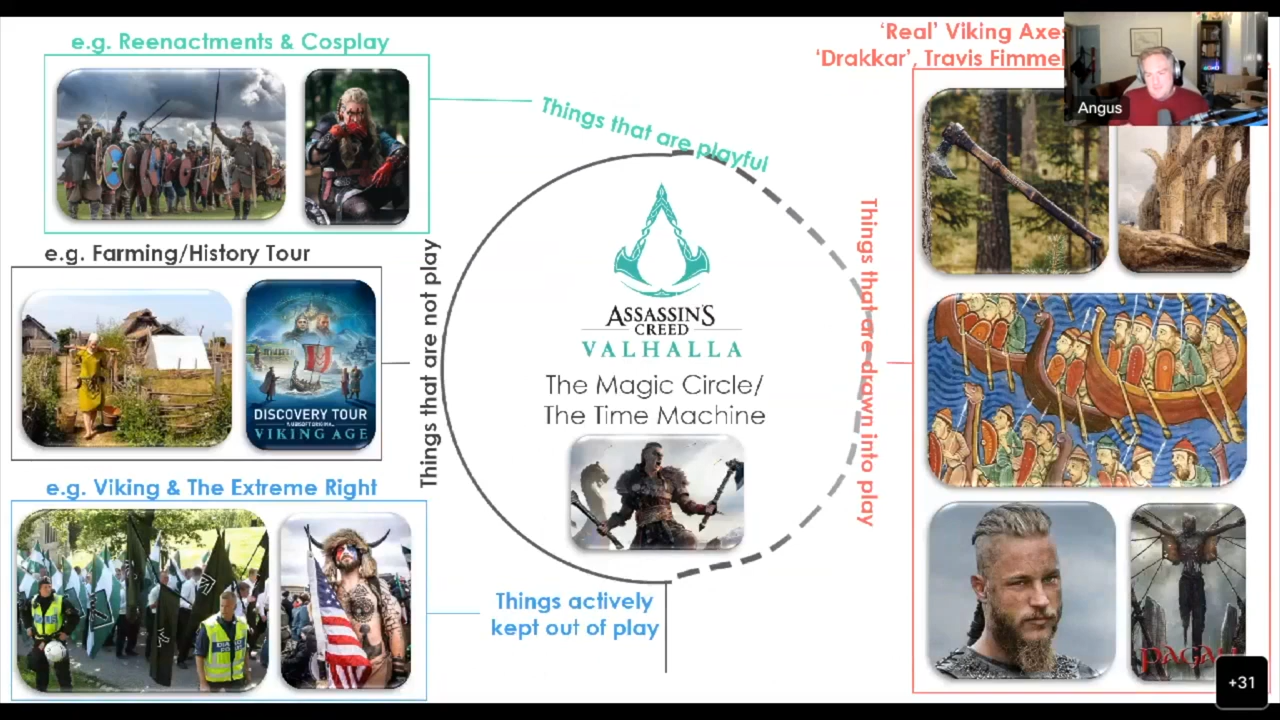 e.g. Reenactments & Cosplay
'Real' Viking Axes
'Drakkar', Travis Fimmel
Angus
Things that are playful
e.g. Farming/History Tour
DISCOVERY TOUR
VIKING AGE
Things that are not play
ASSASSIN'S
CREED
VALHALLA
The Magic Circle/
The Time Machine
Things that are drawn into play
e.g. Viking & The Extreme Right
Things actively
kept out of play
PAGAN
+31